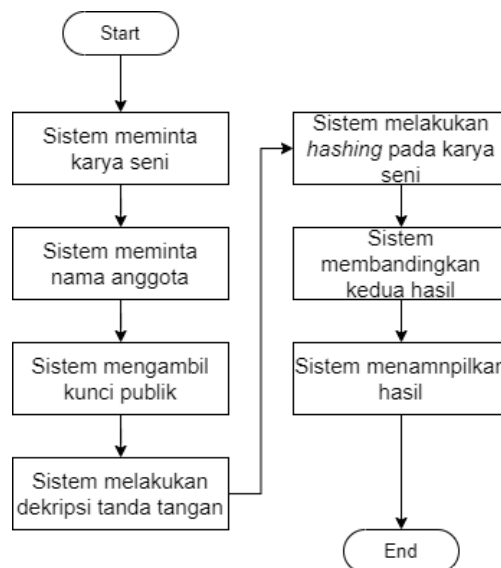 Start
Sistem meminta
karya seni
Sistem meminta
nama anggota
Sistem mengambil
kunci publik
Sistem melakukan
dekripsi tanda tangan
Sistem melakukan
hashing pada karya
seni
Sistem
membandingkan
kedua hasil
Sistem menamnpilkan
hasil
End